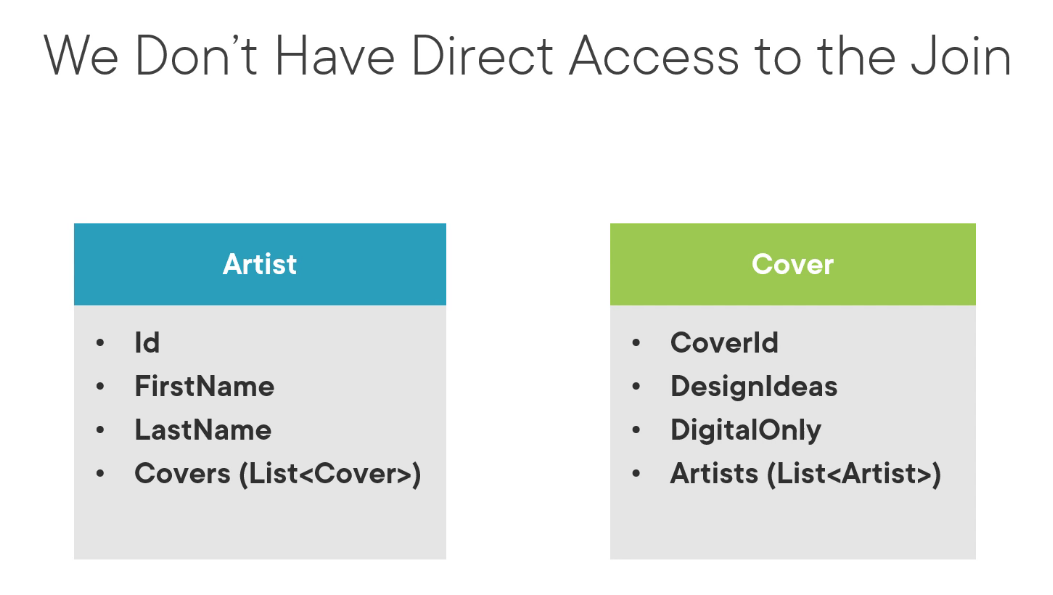 We Don’t Have Direct Access to the Join
Artist
• Id
• FirstName
• LastName
• Covers (List<Cover>)
Cover
• CoverId
• DesignIdeas
• DigitalOnly
• Artists (List<Artist>)